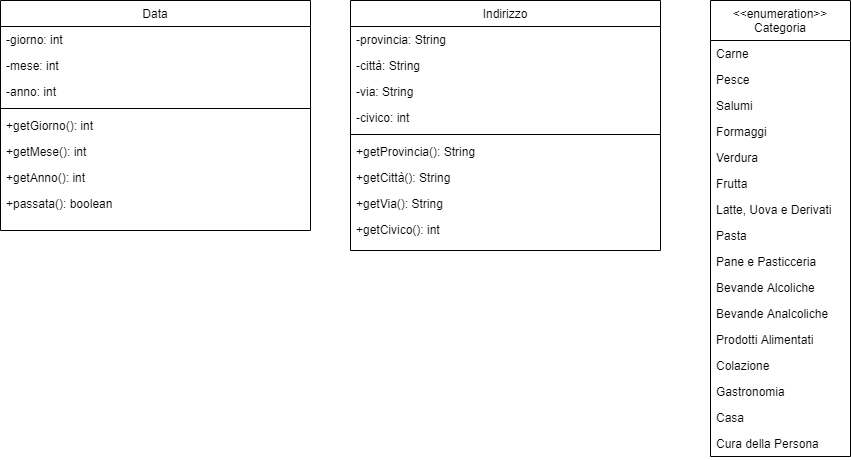 Data
-giorno: int
-mese: int
-anno: int
+getGiorno(): int
+getMese(): int
+getAnno(): int
+passata(): boolean
Indirizzo
-provincia: String
-città: String
-via: String
-civico: int
+getProvincia(): String
+getCittà(): String
+getVia(): String
+getCivico(): int
<<enumeration>>
Categoria
Carne
Pesce
Salumi
Formaggi
Verdura
Frutta
Latte, Uova e Derivati
Pasta
Pane e Pasticceria
Bevande Alcoliche
Bevande Analcoliche
Prodotti Alimentati
Colazione
Gastronomia
Casa
Cura della Persona